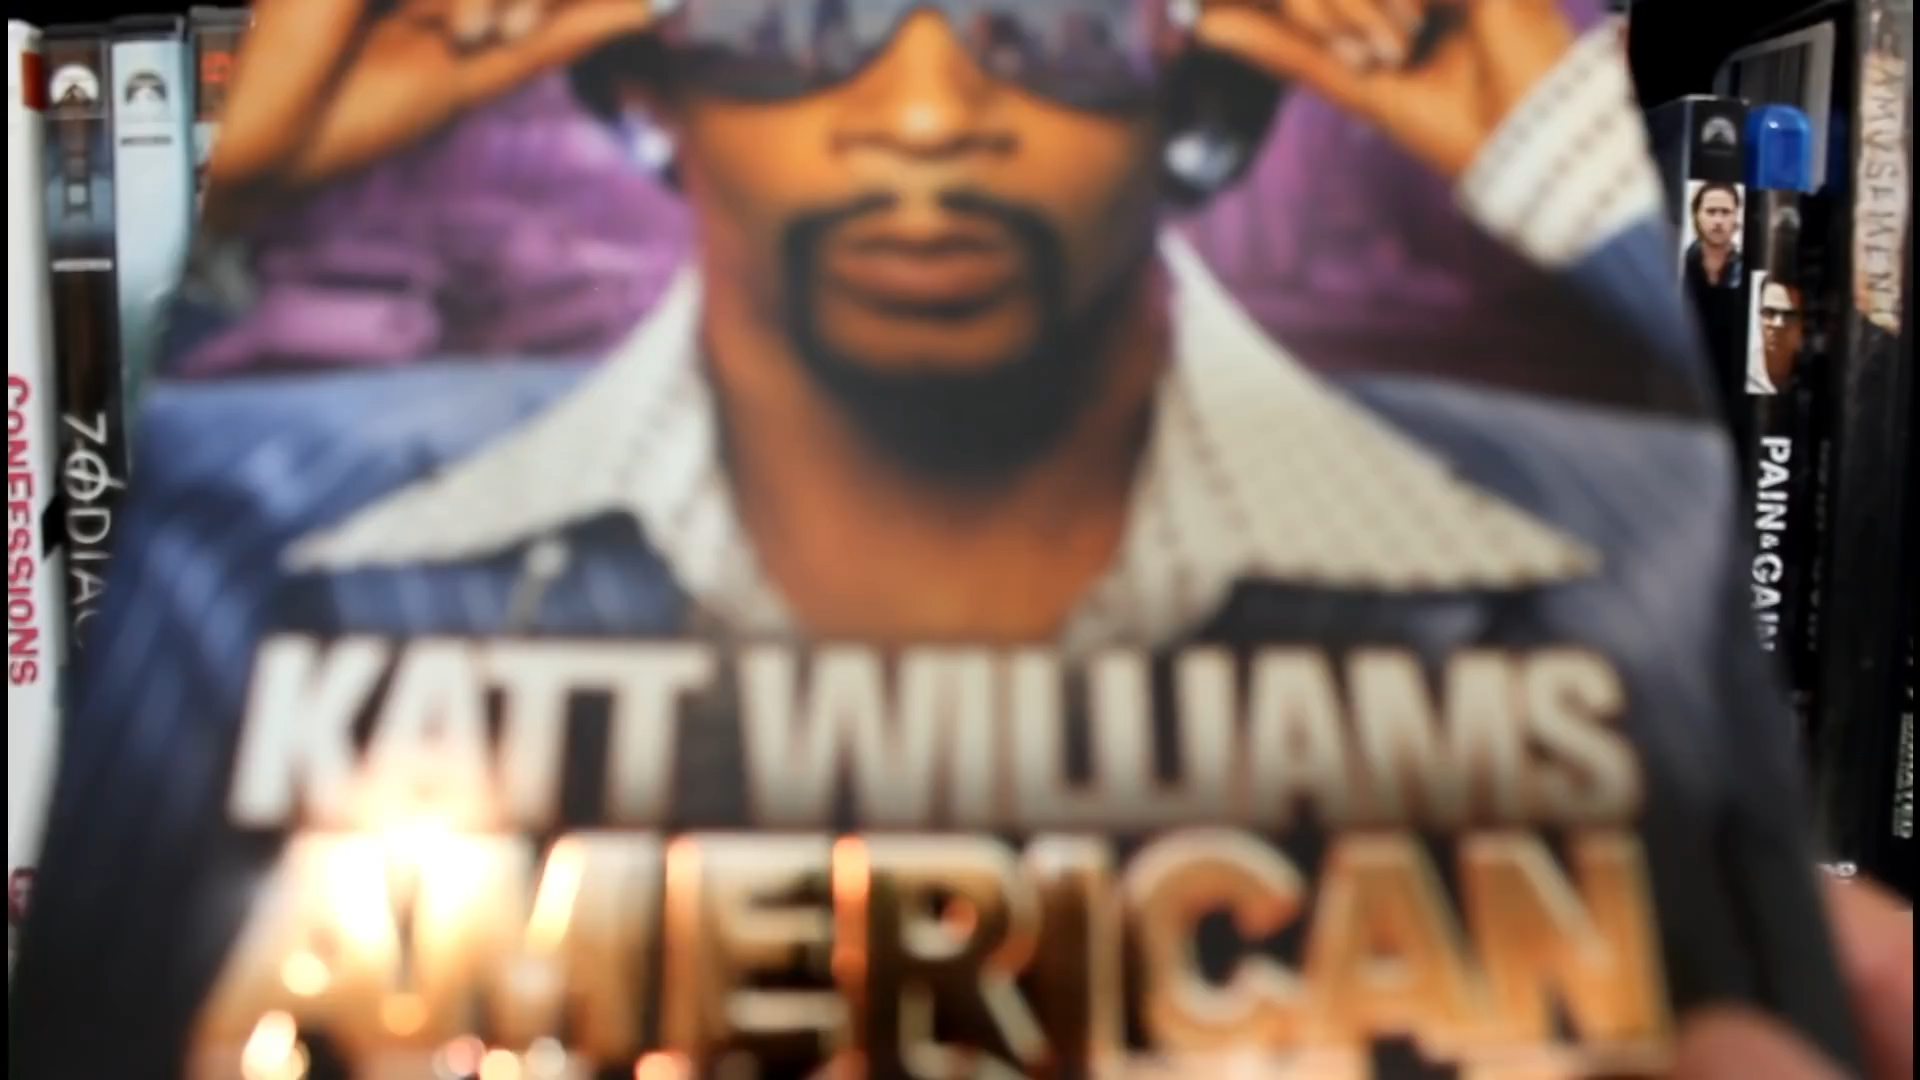 KATT WILLIAMS
AMERICAN
CONFESSIONS
ZODIAC
PAIN & GAIN